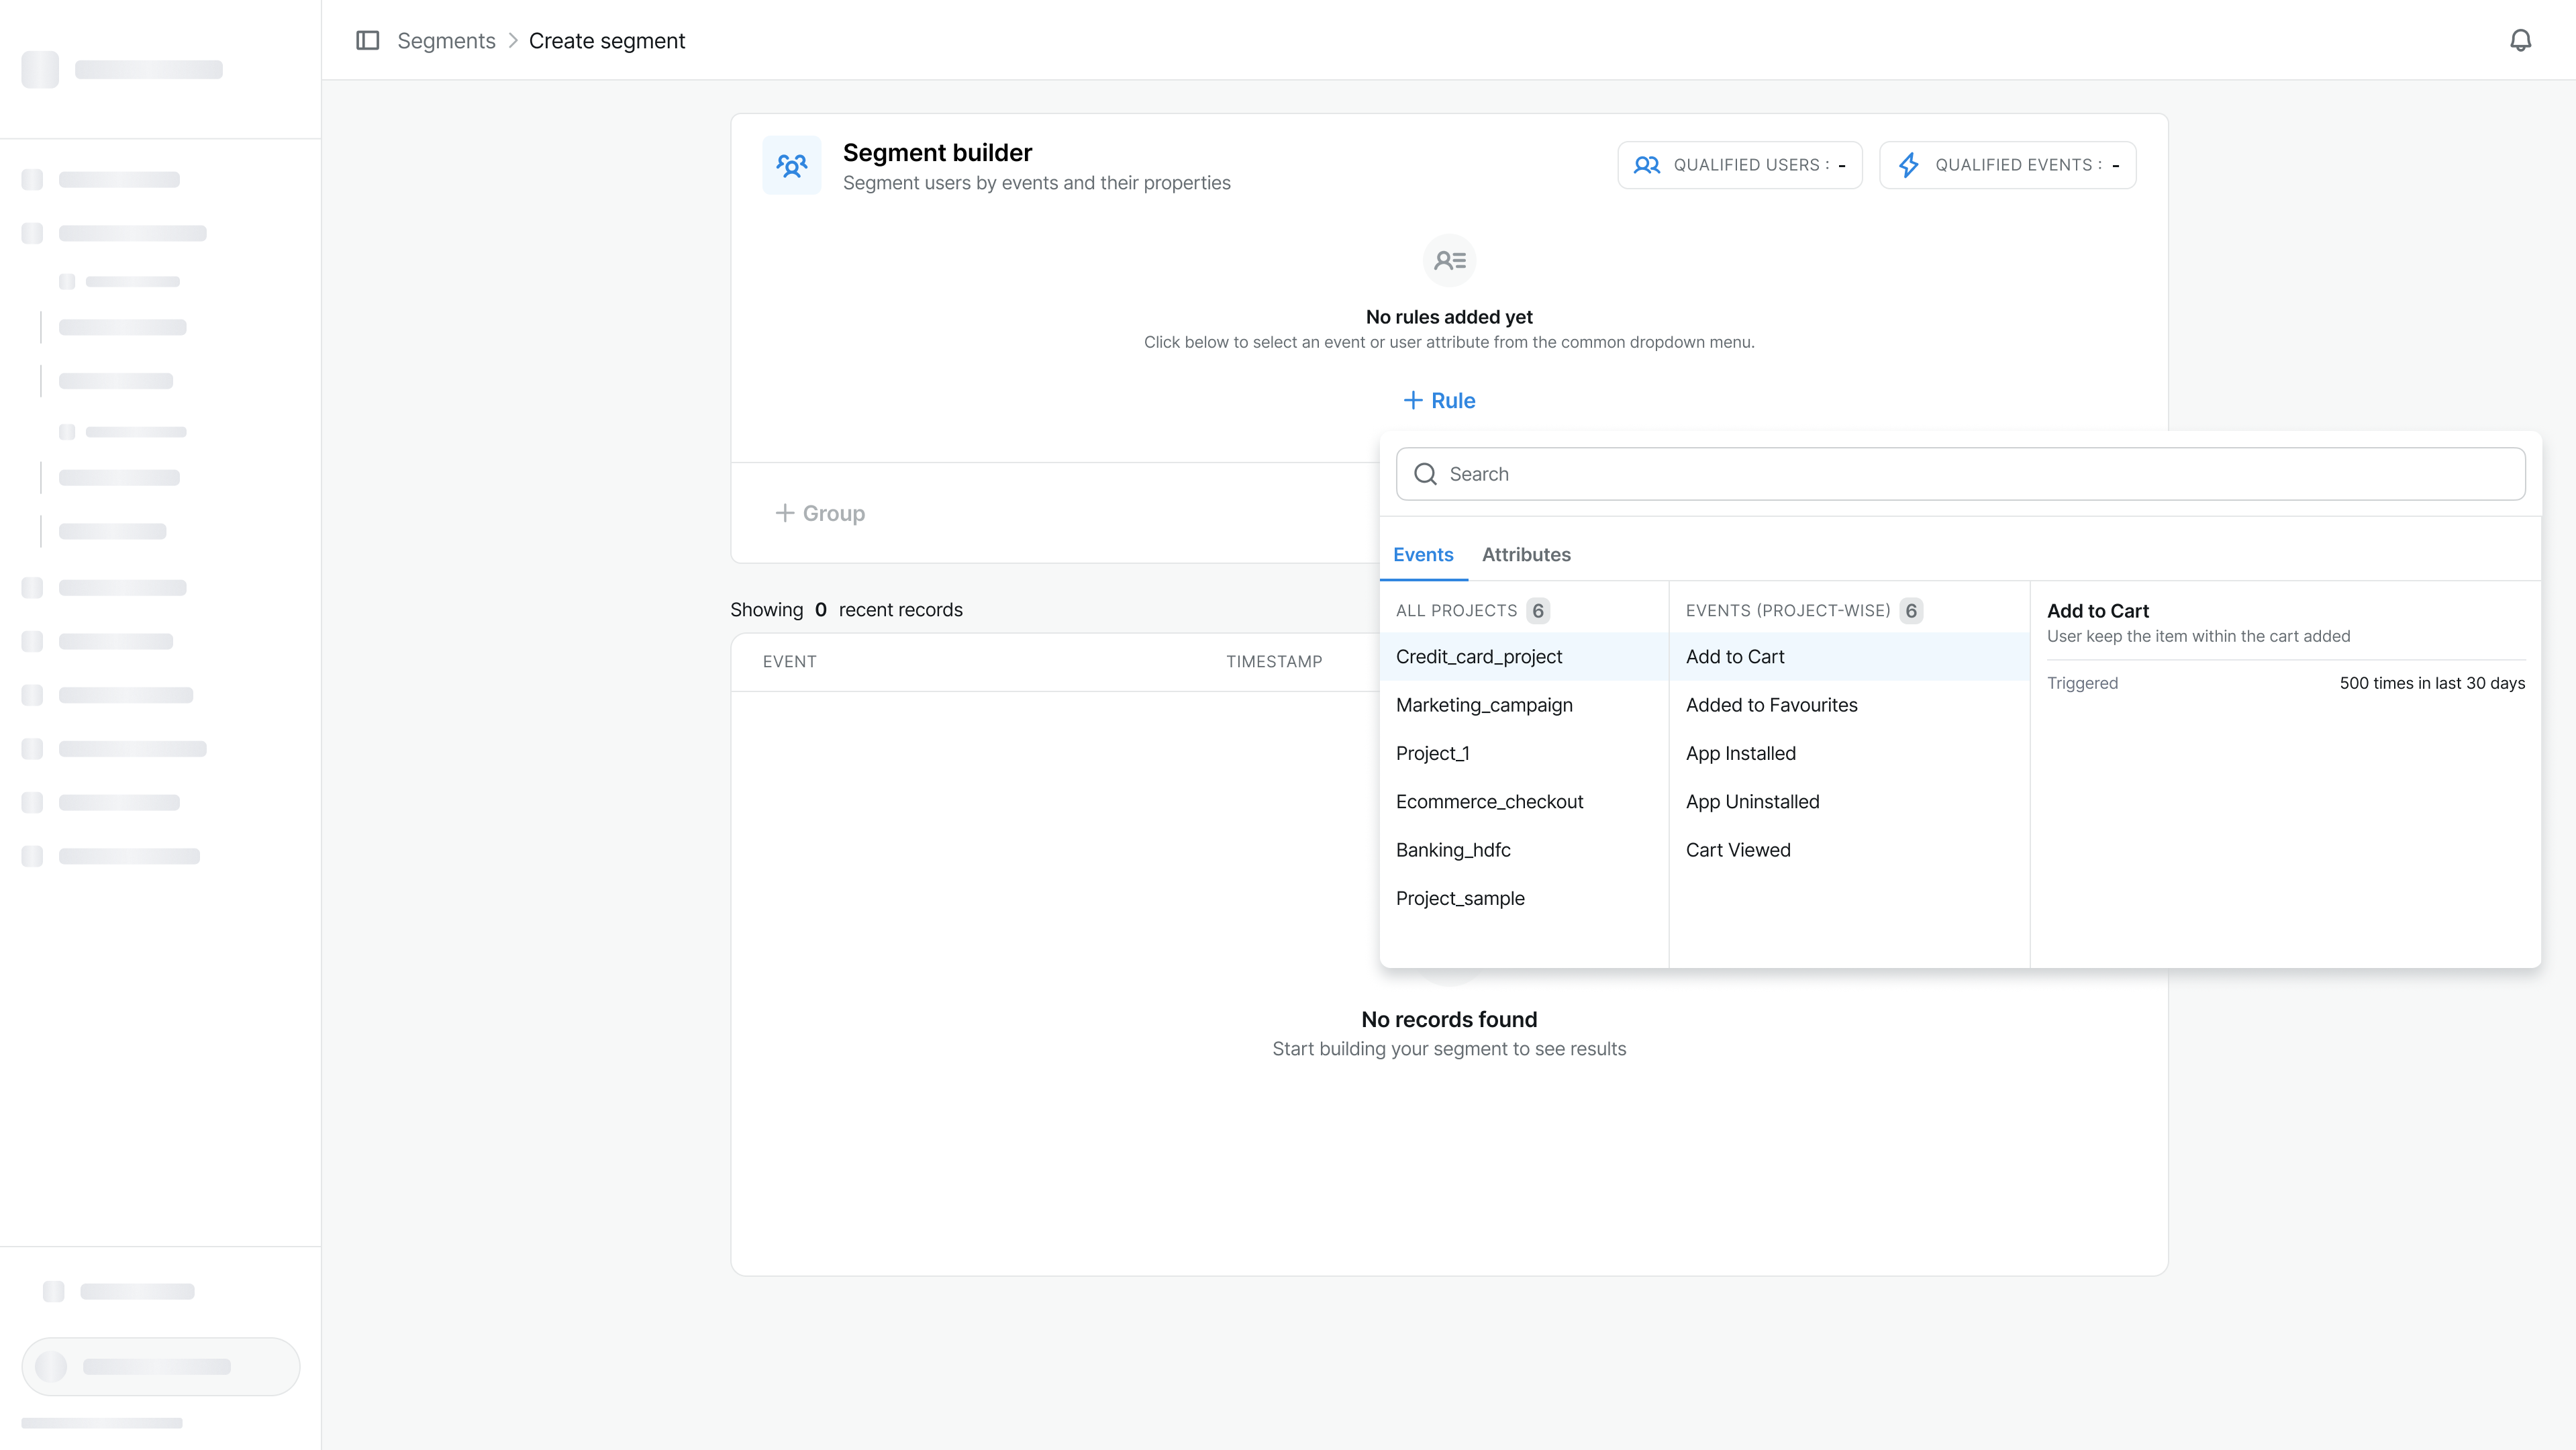 Segments > Create segment
Segment builder
Segment users by events and their properties
QUALIFIED USERS : -
QUALIFIED EVENTS : -
No rules added yet
Click below to select an event or user attribute from the common dropdown menu.
+ Rule
+ Group
Search
Events
Attributes
ALL PROJECTS 6
Credit_card_project
Marketing_campaign
Project_1
Ecommerce_checkout
Banking_hdfc
Project_sample
EVENTS (PROJECT-WISE) 6
Add to Cart
Added to Favourites
App Installed
App Uninstalled
Cart Viewed
Add to Cart
User keep the item within the cart added
Triggered 500 times in last 30 days
Showing 0 recent records
EVENT TIMESTAMP
No records found
Start building your segment to see results